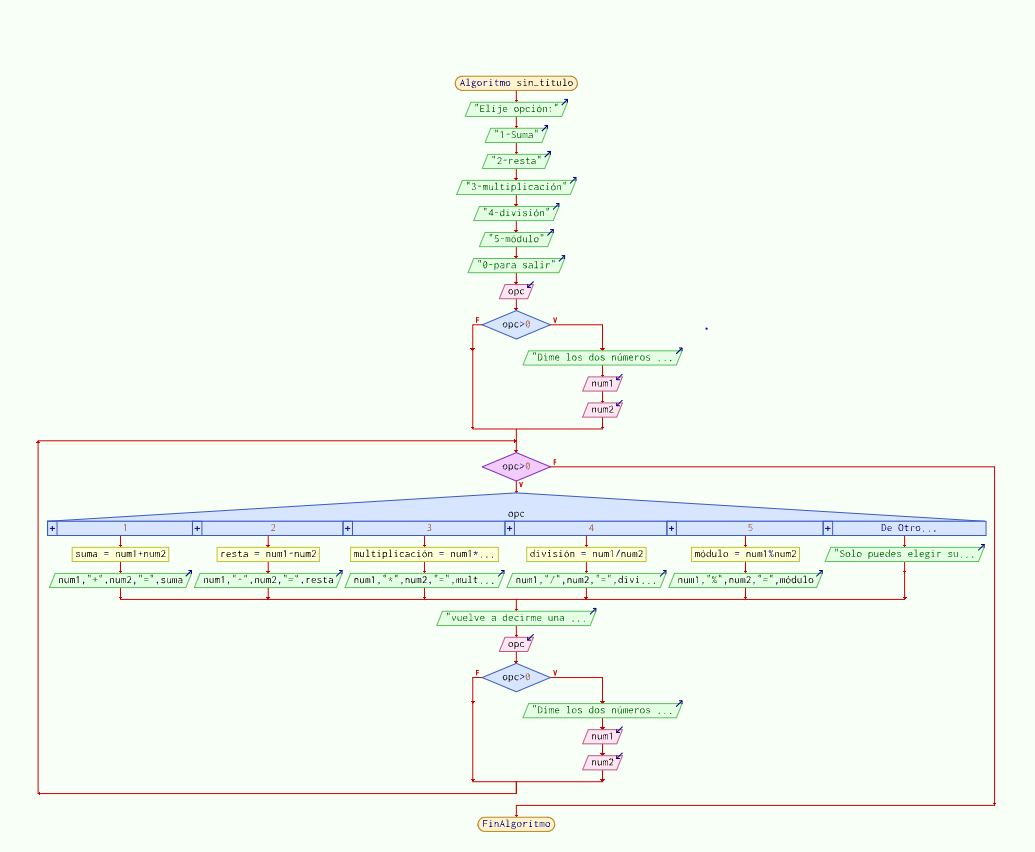 Algoritmo sin_titulo
"Elije opción:"
"1-Suma"
"2-resta"
"3-multiplicación"
"4-división"
"5-módulo"
"0-para salir"
opc
opc>0
F
V
"Dime los dos números ...
num1
num2
opc>0
F
V
opc
+ 1 + 2 + 3 + 4 + 5 + De Otro...
suma = num1+num2 resta = num1-num2 multiplicación = num1*... división = num1/num2 módulo = num1%num2 "Solo puedes elegir su...
num1,"+",num2,"=",suma num1,"-",num2,"=",resta num1,"*",num2,"=",mult... num1,"/",num2,"=",divi... num1,"%",num2,"=",módulo
"vuelve a decirme una ...
opc
opc>0
F
V
"Dime los dos números ...
num1
num2
FinAlgoritmo